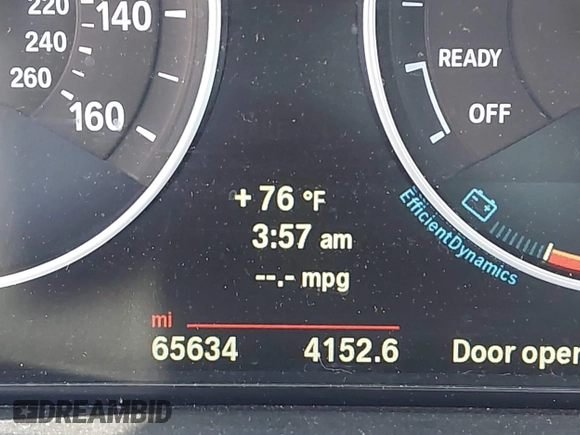 220
140
240
260
160
READY
OFF
+ 76 °F
3:57 am
--.- mpg
EfficientDynamics
mi
65634 4152.6 Door open
DREAMBID